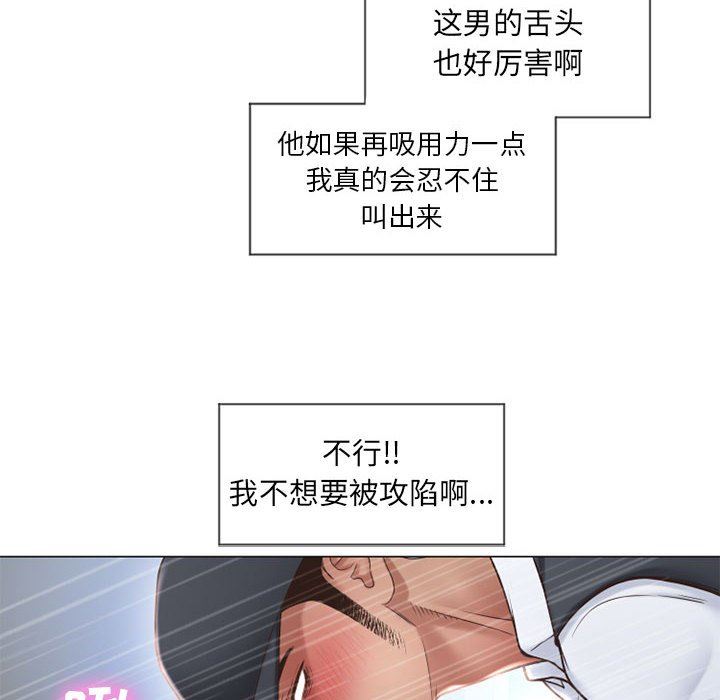 这男的舌头
也好厉害啊
他如果再吸用力一点
我真的会忍不住
叫出来
不行!!
我不想要被攻陷啊...